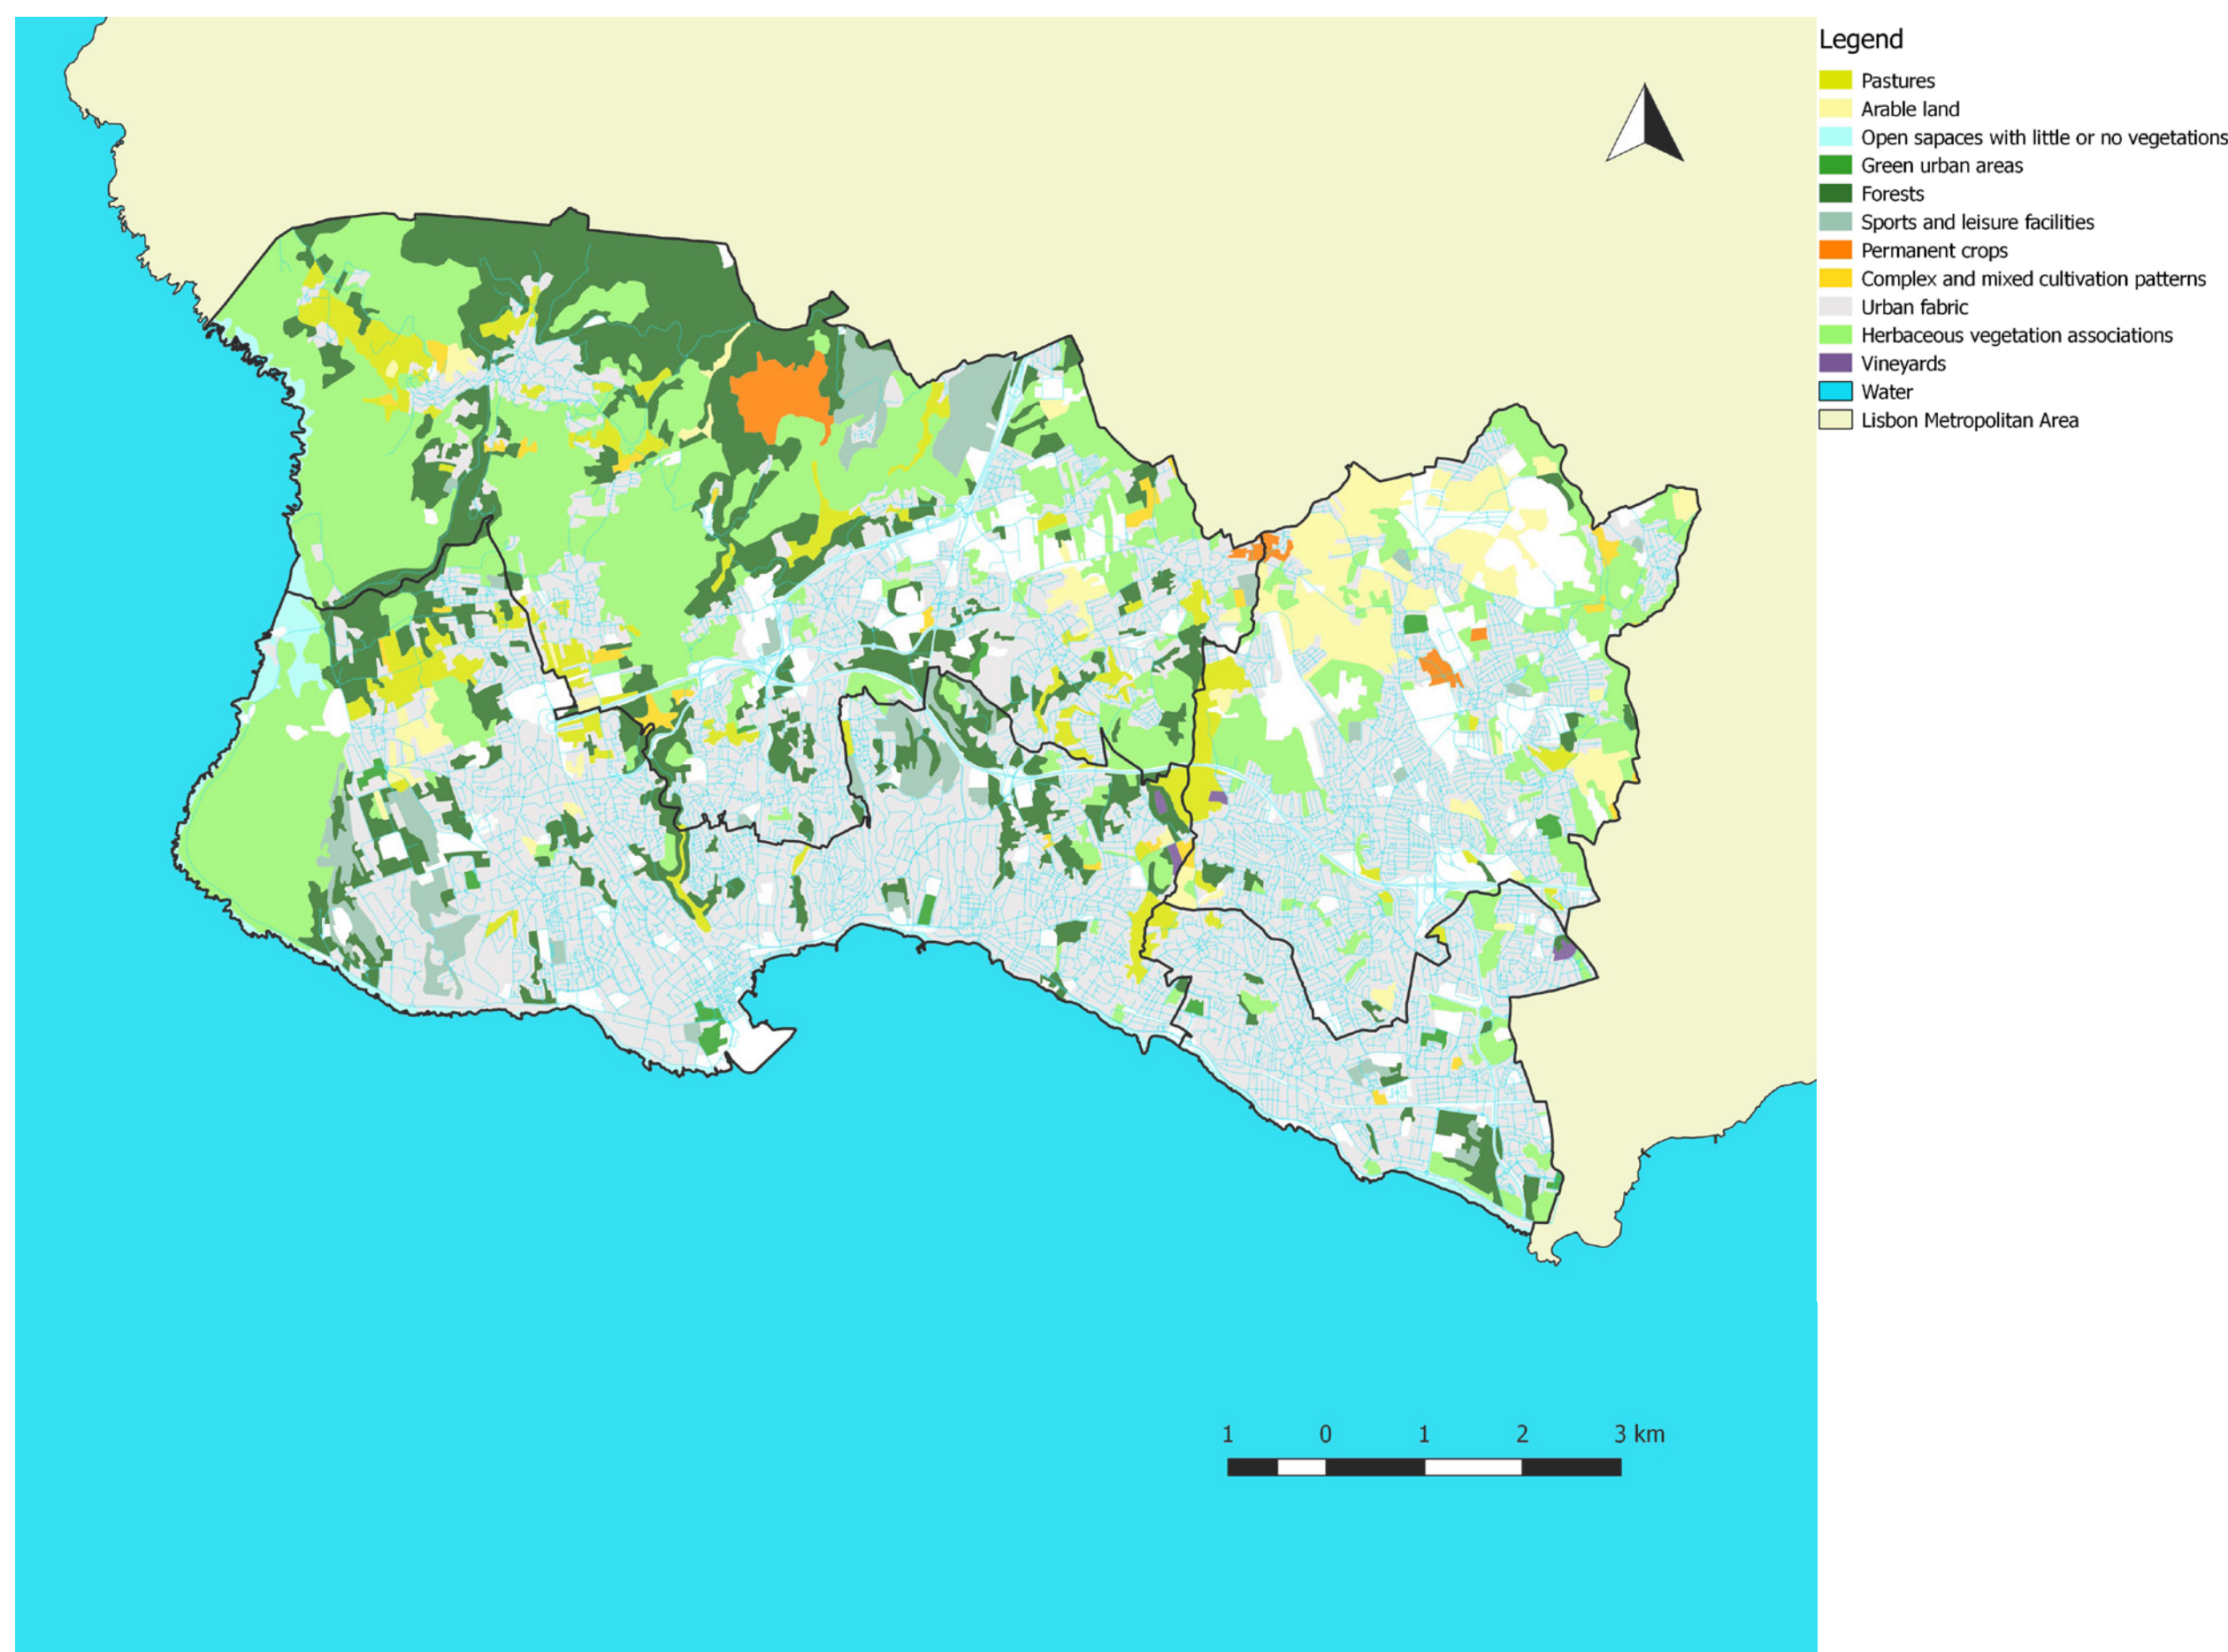 Legend
Pastures
Arable land
Open sapaces with little or no vegetations
Green urban areas
Forests
Sports and leisure facilities
Permanent crops
Complex and mixed cultivation patterns
Urban fabric
Herbaceous vegetation associations
Vineyards
Water
Lisbon Metropolitan Area
1 0 1 2 3 km